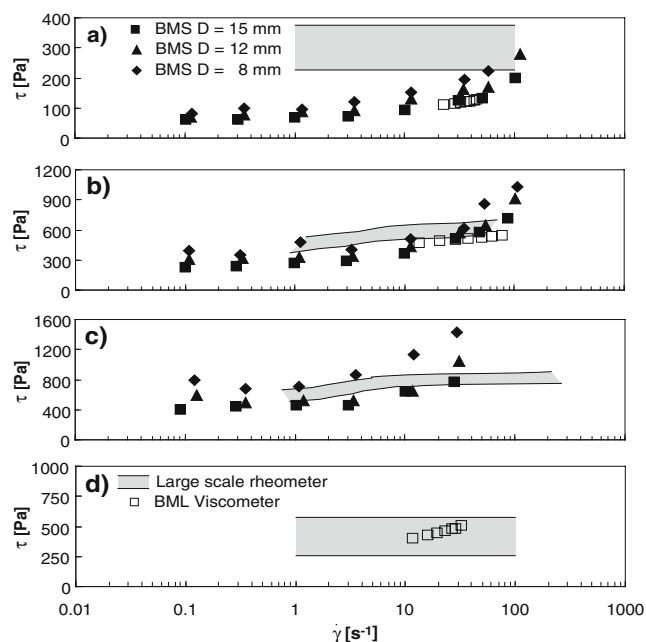 400
a)
BMS D = 15 mm
300
BMS D = 12 mm
BMS D = 8 mm
200
100
0
τ [Pa]
1200
b)
900
600
300
0
τ [Pa]
1600
c)
1200
800
400
0
τ [Pa]
1000
d)
Large scale rheometer
750
BML Viscometer
500
250
0
τ [Pa]
0.01 0.1 1 10 100 1000
γ̇ [s-1]